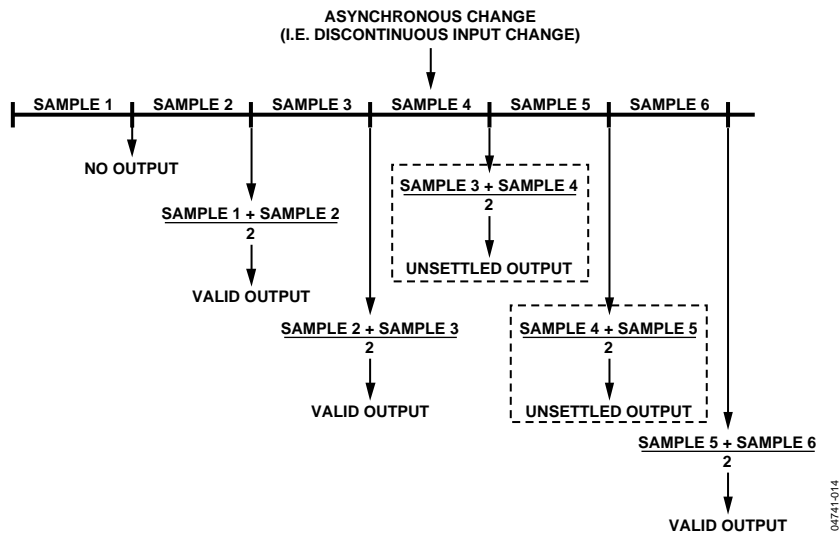 ASYNCHRONOUS CHANGE
(I.E. DISCONTINUOUS INPUT CHANGE)
SAMPLE 1 SAMPLE 2 SAMPLE 3 SAMPLE 4 SAMPLE 5 SAMPLE 6
NO OUTPUT
SAMPLE 1 + SAMPLE 2
2
VALID OUTPUT
SAMPLE 3 + SAMPLE 4
2
UNSETTLED OUTPUT
SAMPLE 2 + SAMPLE 3
2
VALID OUTPUT
SAMPLE 4 + SAMPLE 5
2
UNSETTLED OUTPUT
SAMPLE 5 + SAMPLE 6
2
VALID OUTPUT
04741-014